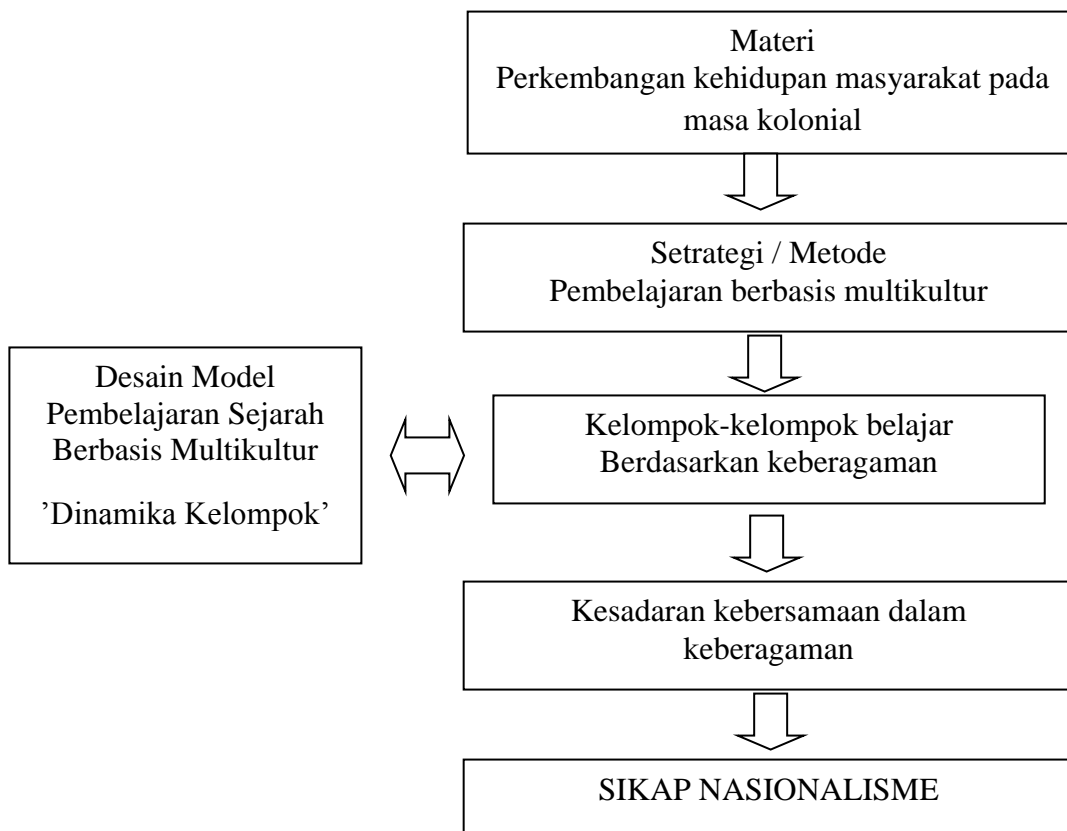 Materi
Perkembangan kehidupan masyarakat pada
masa kolonial
Setrategi / Metode
Pembelajaran berbasis multikultur
Desain Model
Pembelajaran Sejarah
Berbasis Multikultur
’Dinamika Kelompok’
Kelompok-kelompok belajar
Berdasarkan keberagaman
Kesadaran kebersamaan dalam
keberagaman
SIKAP NASIONALISME